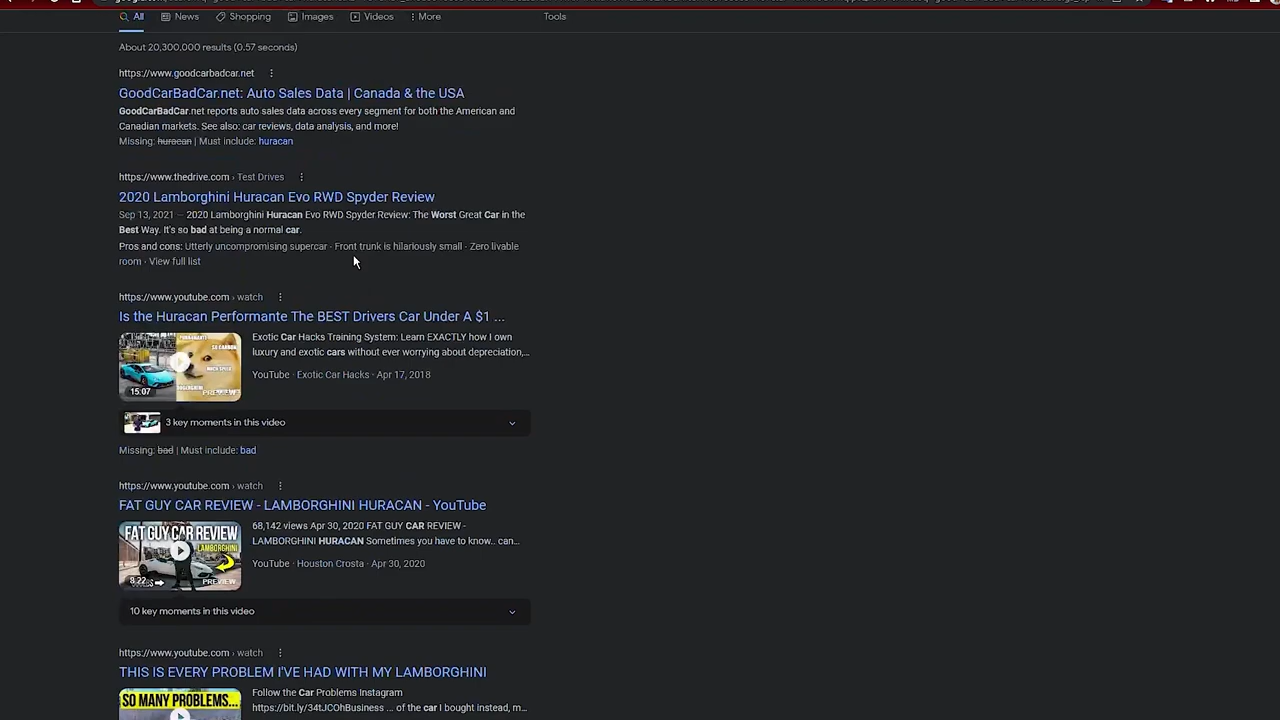 All News Shopping Images Videos More Tools
About 20,300,000 results (0.57 seconds)
https://www.goodcarbadcar.net
GoodCarBadCar.net: Auto Sales Data | Canada & the USA
GoodCarBadCar.net reports auto sales data across every segment for both the American and
Canadian markets. See also: car reviews, data analysis, and more!
Missing: huracan | Must include: huracan
https://www.thedrive.com › Test Drives
2020 Lamborghini Huracan Evo RWD Spyder Review
Sep 13, 2021 — 2020 Lamborghini Huracan Evo RWD Spyder Review: The Worst Great Car in the
Best Way. It's so bad at being a normal car.
Pros and cons: Utterly uncompromising supercar · Front trunk is hilariously small · Zero livable
room · View full list
https://www.youtube.com › watch
Is the Huracan Performante The BEST Drivers Car Under A $1 ...
Exotic Car Hacks Training System: Learn EXACTLY how I own
luxury and exotic cars without ever worrying about depreciation,...
YouTube · Exotic Car Hacks · Apr 17, 2018
15:07
PREVIEW
3 key moments in this video
Missing: bad | Must include: bad
https://www.youtube.com › watch
FAT GUY CAR REVIEW - LAMBORGHINI HURACAN - YouTube
FAT GUY CAR REVIEW
LAMBORGHINI
8:22
PREVIEW
68,142 views Apr 30, 2020 FAT GUY CAR REVIEW -
LAMBORGHINI HURACAN Sometimes you have to know.. can...
YouTube · Houston Crosta · Apr 30, 2020
10 key moments in this video
https://www.youtube.com › watch
THIS IS EVERY PROBLEM I'VE HAD WITH MY LAMBORGHINI
SO MANY PROBLEMS...
Follow the Car Problems Instagram
https://bit.ly/34tJCOhBusiness ... of the car I bought instead, m...